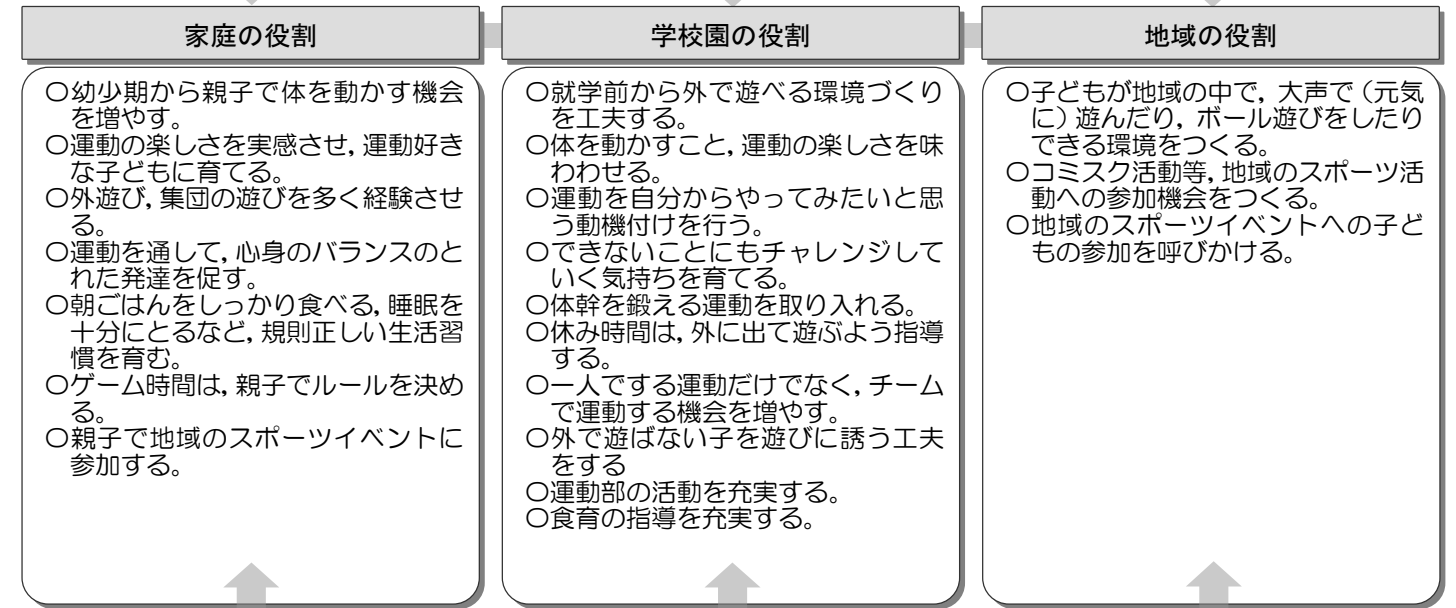 家庭の役割
〇幼少期から親子で体を動かす機会
を増やす。
〇運動の楽しさを実感させ，運動好き
な子どもに育てる。
〇外遊び，集団の遊びを多く経験させ
る。
〇運動を通して，心身のバランスのと
れた発達を促す。
〇朝ごはんをしっかり食べる，睡眠を
十分にとるなど，規則正しい生活習
慣を育む。
〇ゲーム時間は，親子でルールを決め
る。
〇親子で地域のスポーツイベントに
参加する。
学校園の役割
〇就学前から外で遊べる環境づくり
を工夫する。
〇体を動かすこと，運動の楽しさを味
わわせる。
〇運動を自分からやってみたいと思
う動機付けを行う。
〇できないことにもチャレンジして
いく気持ちを育てる。
〇体幹を鍛える運動を取り入れる。
〇休み時間は，外に出て遊ぶよう指導
する。
〇一人でする運動だけでなく，チーム
で運動する機会を増やす。
〇外で遊ばない子を遊びに誘う工夫
をする
〇運動部の活動を充実する。
〇食育の指導を充実する。
地域の役割
〇子どもが地域の中で，大声で（元気
に）遊んだり，ボール遊びをしたり
できる環境をつくる。
〇コミスク活動等，地域のスポーツ活
動への参加機会をつくる。
〇地域のスポーツイベントへの子ど
もの参加を呼びかける。